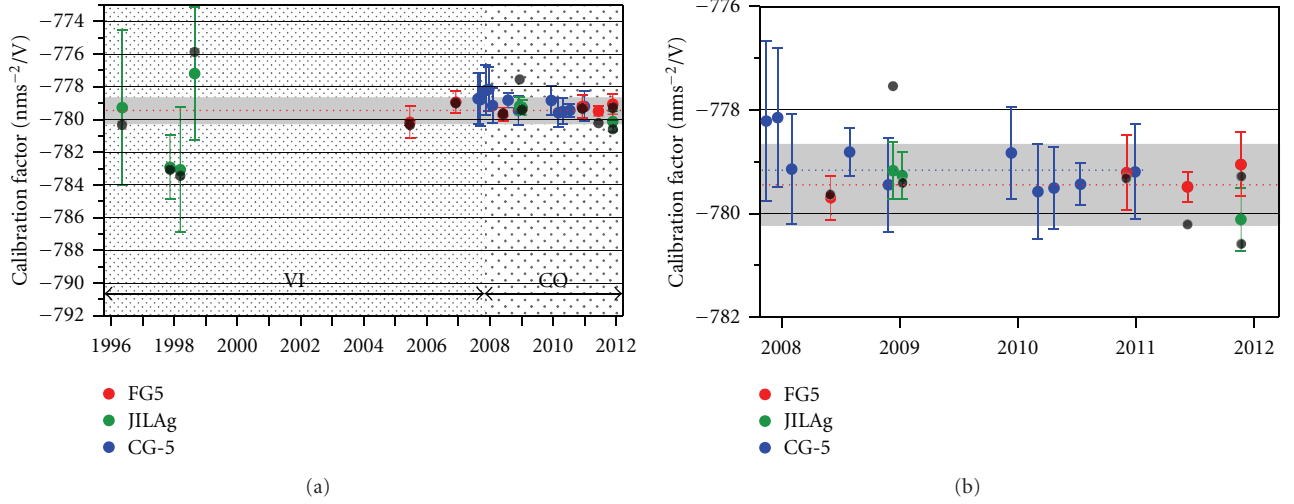 −774
−776
−778
−780
−782
−784
−786
−788
−790
−792
Calibration factor (nms−2/V)
VI
CO
1996 1998 2000 2002 2004 2006 2008 2010 2012
FG5
JILAg
CG-5
(a)
−776
−778
−780
−782
Calibration factor (nms−2/V)
2008 2009 2010 2011 2012
FG5
JILAg
CG-5
(b)